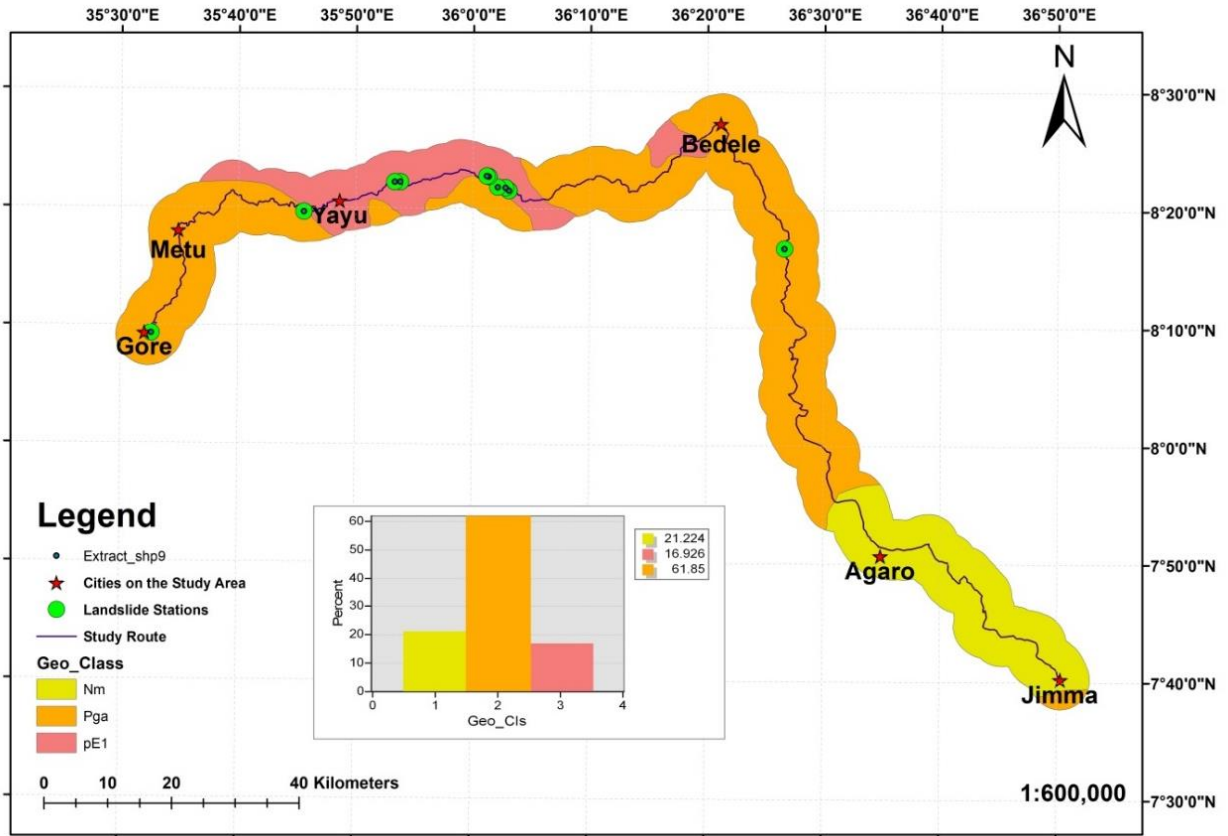 35°30'0"E 35°40'0"E 35°50'0"E 36°0'0"E 36°10'0"E 36°20'0"E 36°30'0"E 36°40'0"E 36°50'0"E
N
8°30'0"N
Bedele
8°20'0"N
Yayu
Metu
8°10'0"N
Gore
8°0'0"N
Legend
Extract_shp9
Cities on the Study Area
Landslide Stations
Study Route
Geo_Class
Nm
Pga
pE1
0 10 20 40 Kilometers
60
50
40
30
20
10
0
Percent
0 1 2 3 4
Geo_Cls
21.224
16.926
61.85
7°50'0"N
Agaro
7°40'0"N
Jimma
1:600,000
7°30'0"N